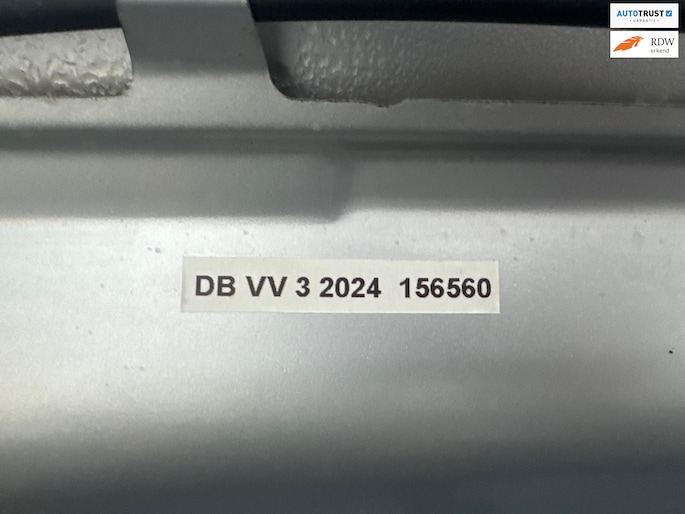 AUTOTRUST
GARANTIE
RDW
erkend
DB VV 3 2024 156560